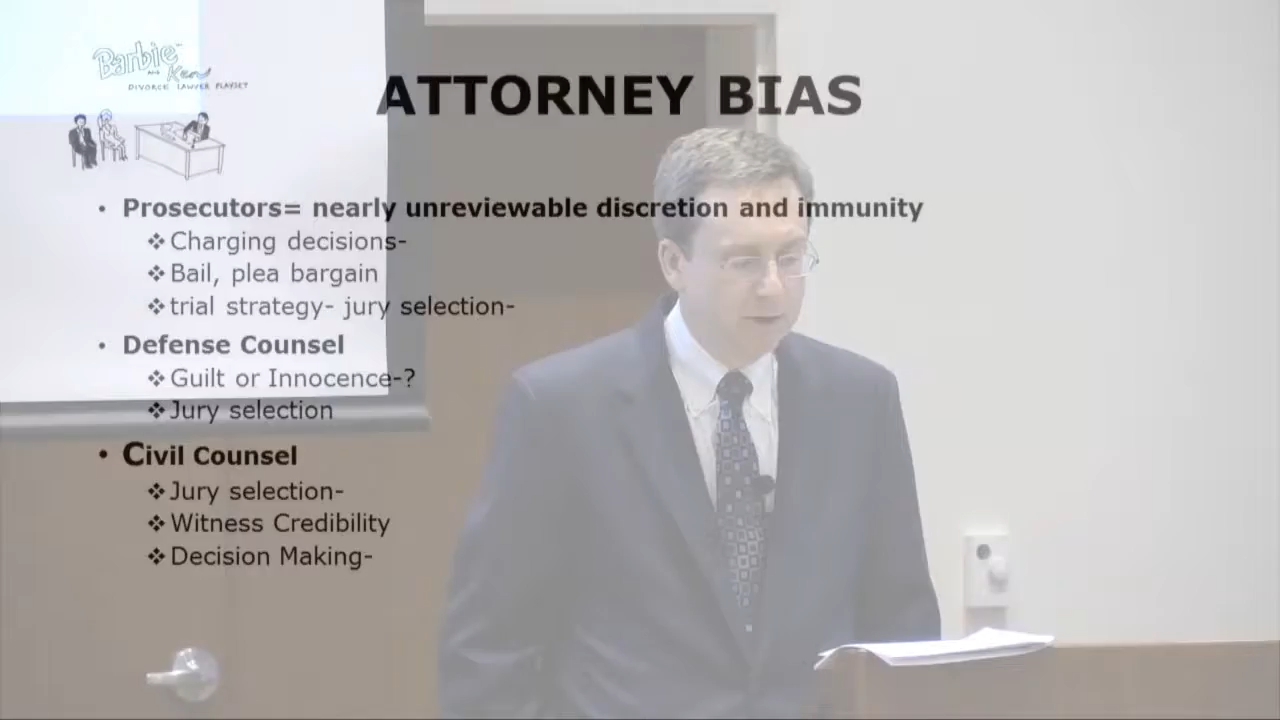 Barbie™
AND Ken
DIVORCE LAWYER PLAYSET
ATTORNEY BIAS
• Prosecutors= nearly unreviewable discretion and immunity
❖Charging decisions-
❖Bail, plea bargain
❖trial strategy- jury selection-
• Defense Counsel
❖Guilt or Innocence-?
❖Jury selection
• Civil Counsel
❖Jury selection-
❖Witness Credibility
❖Decision Making-